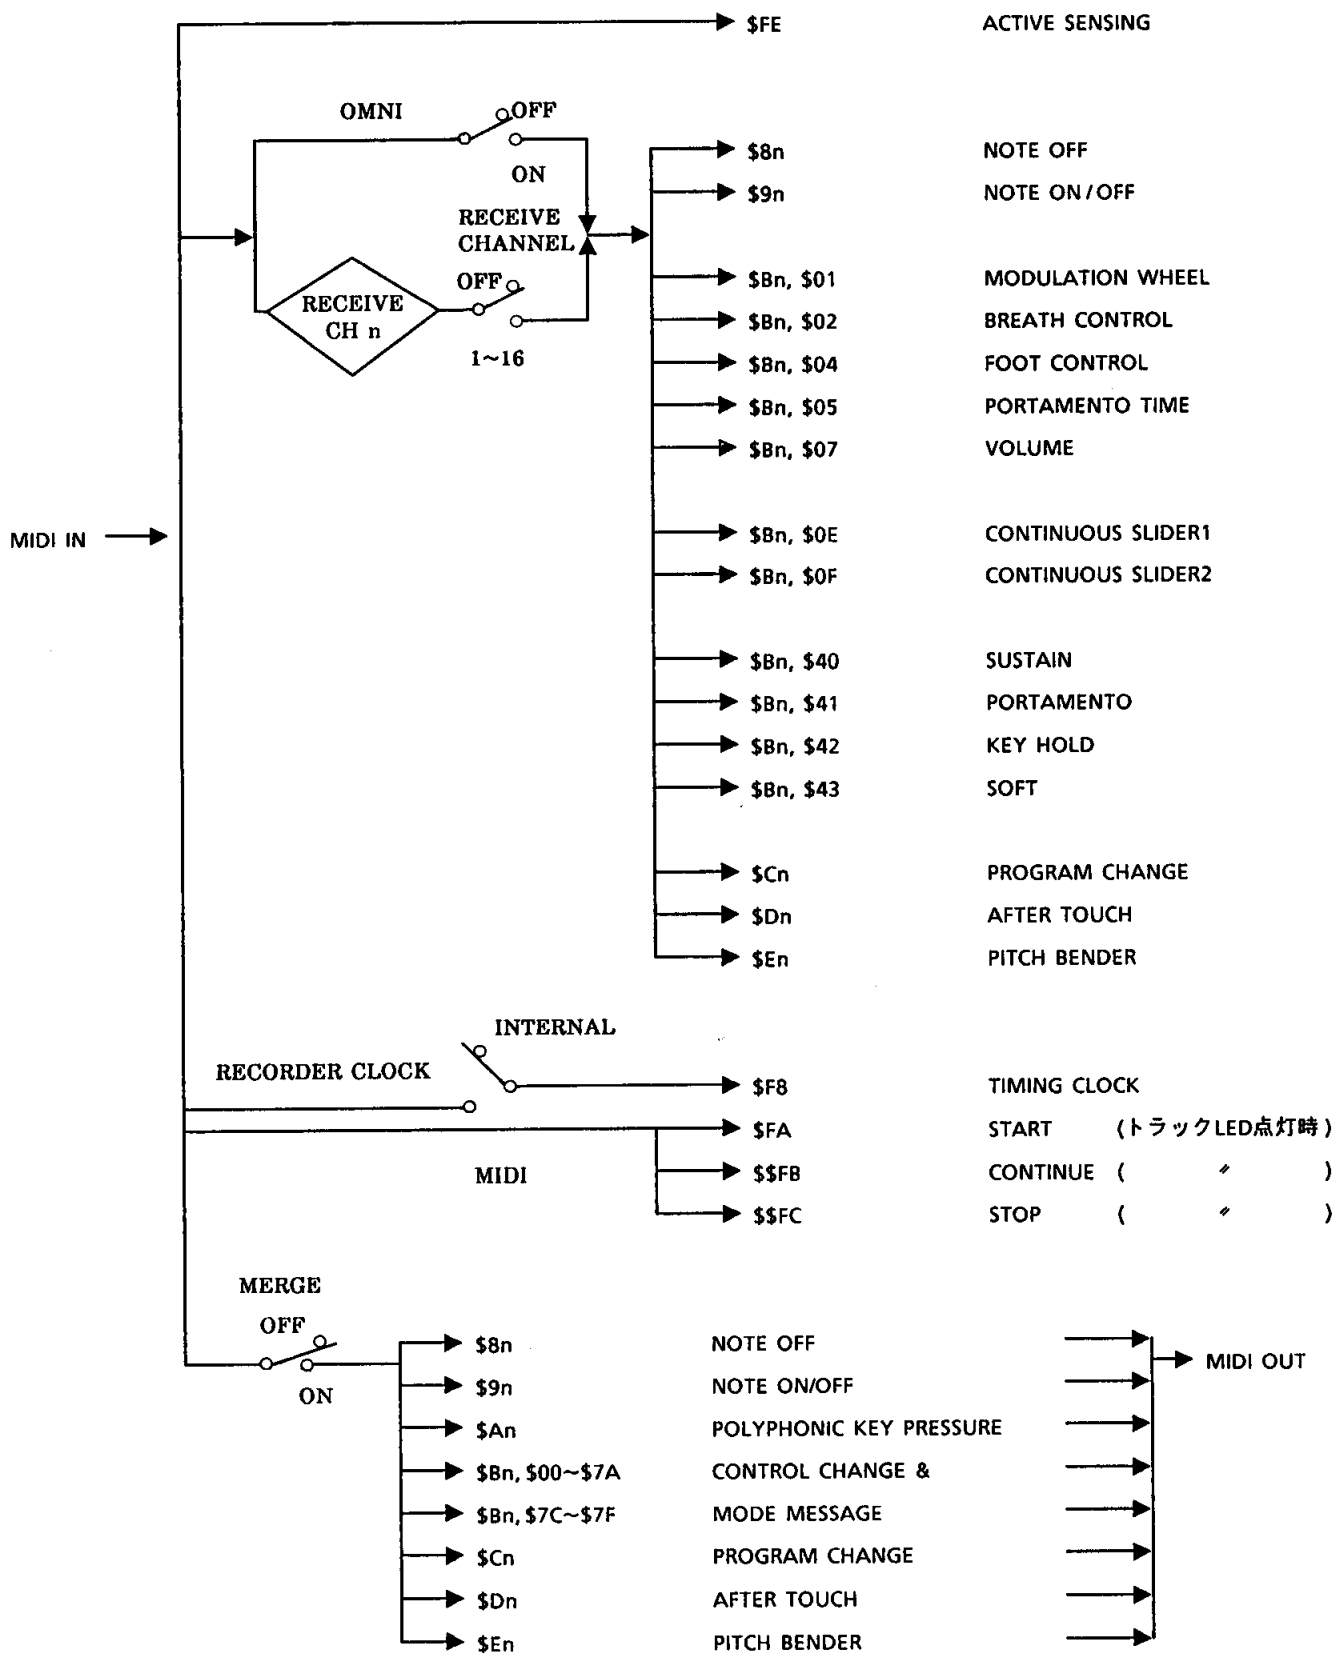 $FE ACTIVE SENSING
OMNI
OFF
ON
RECEIVE
CHANNEL
OFF
RECEIVE
CH n
1~16
$8n NOTE OFF
$9n NOTE ON/OFF
$Bn, $01 MODULATION WHEEL
$Bn, $02 BREATH CONTROL
$Bn, $04 FOOT CONTROL
$Bn, $05 PORTAMENTO TIME
$Bn, $07 VOLUME
MIDI IN
$Bn, $0E CONTINUOUS SLIDER1
$Bn, $0F CONTINUOUS SLIDER2
$Bn, $40 SUSTAIN
$Bn, $41 PORTAMENTO
$Bn, $42 KEY HOLD
$Bn, $43 SOFT
$Cn PROGRAM CHANGE
$Dn AFTER TOUCH
$En PITCH BENDER
INTERNAL
RECORDER CLOCK
MIDI
$F8 TIMING CLOCK
$FA START (トラックLED点灯時)
$$FB CONTINUE ( 〃 )
$$FC STOP ( 〃 )
MERGE
OFF
ON
$8n NOTE OFF
$9n NOTE ON/OFF
$An POLYPHONIC KEY PRESSURE
$Bn, $00~$7A CONTROL CHANGE &
$Bn, $7C~$7F MODE MESSAGE
$Cn PROGRAM CHANGE
$Dn AFTER TOUCH
$En PITCH BENDER
MIDI OUT